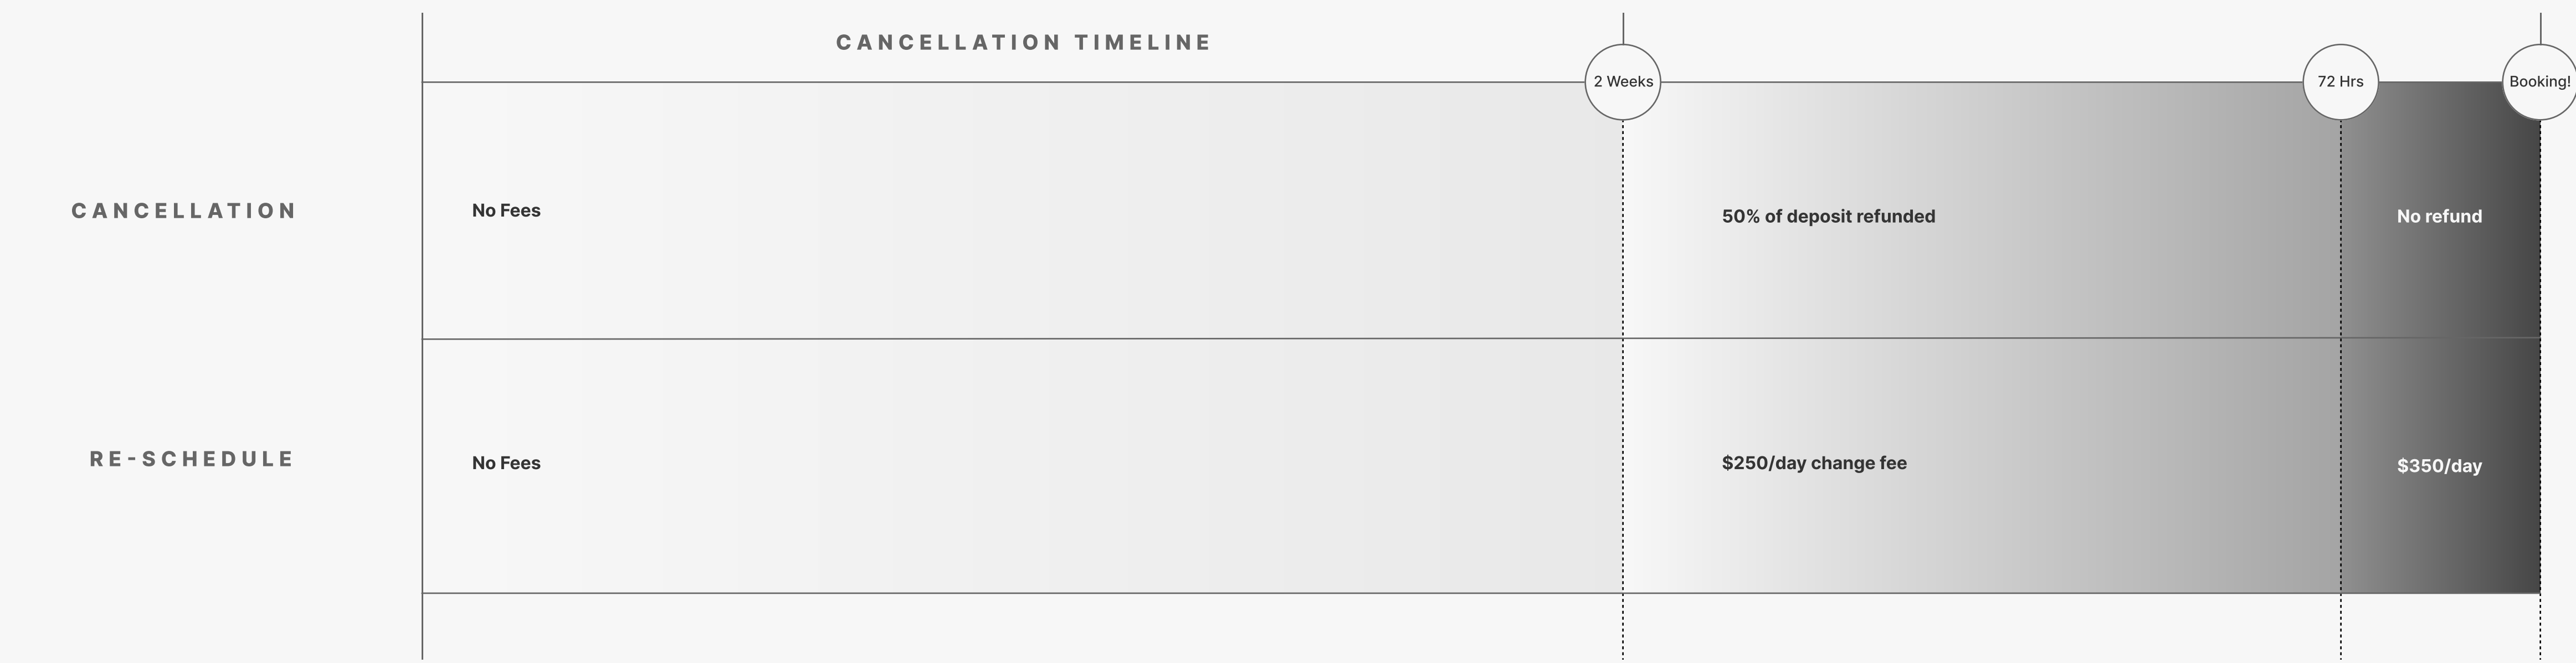 CANCELLATION TIMELINE
2 Weeks
72 Hrs
Booking!
CANCELLATION
No Fees
50% of deposit refunded
No refund
RE-SCHEDULE
No Fees
$250/day change fee
$350/day